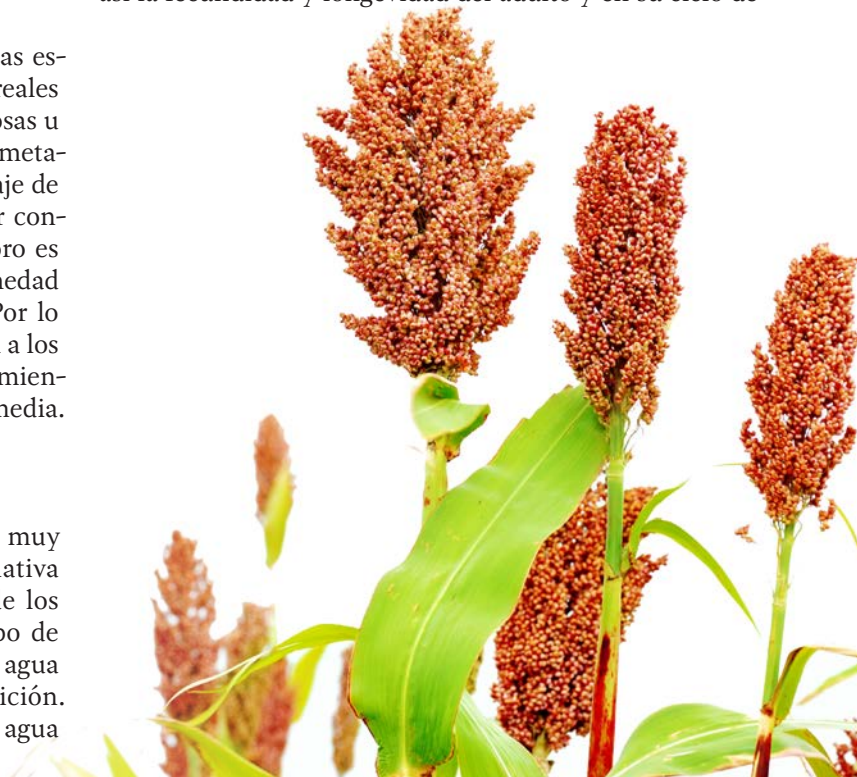 así la fecundidad y longevidad del adulto y en su ciclo de
as es-
reales
osas u
meta-
aje de
r con-
oro es
nedad
Por lo
a los
mien-
nedia.
muy
ativa
e los
po de
agua
ición.
agua